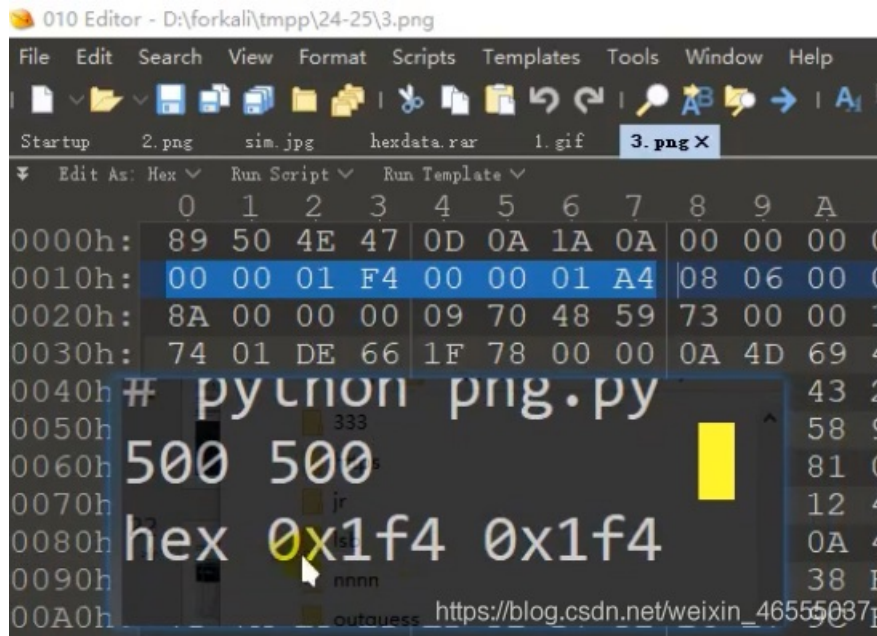 010 Editor - D:\forkali\tmpp\24-25\3.png
File Edit Search View Format Scripts Templates Tools Window Help
Startup 2.png sim.jpg hexdata.rar 1.gif 3.png X
Edit As: Hex Run Script Run Template
0 1 2 3 4 5 6 7 8 9 A
0000h: 89 50 4E 47 0D 0A 1A 0A 00 00 00
0010h: 00 00 01 F4 00 00 01 A4 08 06 00
0020h: 8A 00 00 00 09 70 48 59 73 00 00
0030h: 74 01 DE 66 1F 78 00 00 0A 4D 69
0040h 43
# python png.py
333
0050h 58
0060h 81
500 500
jr
0070h 12
0080h 0A
hex 0x1f4 0x1f4
lsb
0090h 38
nnnn
00A0h
outguess
https://blog.csdn.net/weixin_46555037